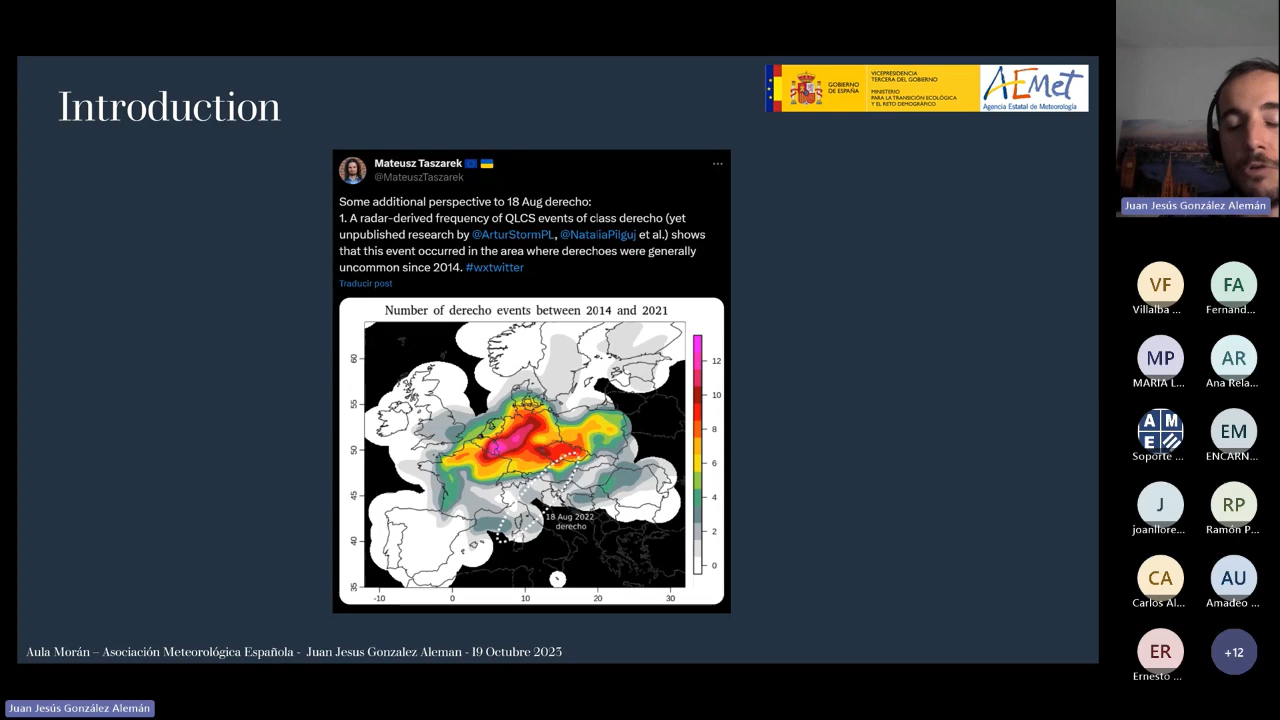 Introduction
GOBIERNO
DE ESPAÑA
VICEPRESIDENCIA
TERCERA DEL GOBIERNO
MINISTERIO
PARA LA TRANSICIÓN ECOLÓGICA
Y EL RETO DEMOGRÁFICO
AEMet
Agencia Estatal de Meteorología
Mateusz Taszarek
@MateuszTaszarek
Some additional perspective to 18 Aug derecho:
1. A radar-derived frequency of QLCS events of class derecho (yet
unpublished research by @ArturStormPL, @NataliaPilguj et al.) shows
that this event occurred in the area where derechoes were generally
uncommon since 2014. #wxtwitter
Traducir post
Number of derecho events between 2014 and 2021
60
55
50
45
40
35
-10 0 10 20 30
12
10
8
6
4
2
0
18 Aug 2022
derecho
Aula Morán – Asociación Meteorológica Española - Juan Jesus Gonzalez Aleman - 19 Octubre 2023
Juan Jesús González Alemán
Juan Jesús González Alemán
VF FA
Villalba ... Fernand...
MP AR
MARIA L... Ana Rela...
A M E EM
Soporte ... ENCARN...
J RP
joanllore... Ramón P...
CA AU
Carlos Al... Amadeo ...
ER +12
Ernesto ...